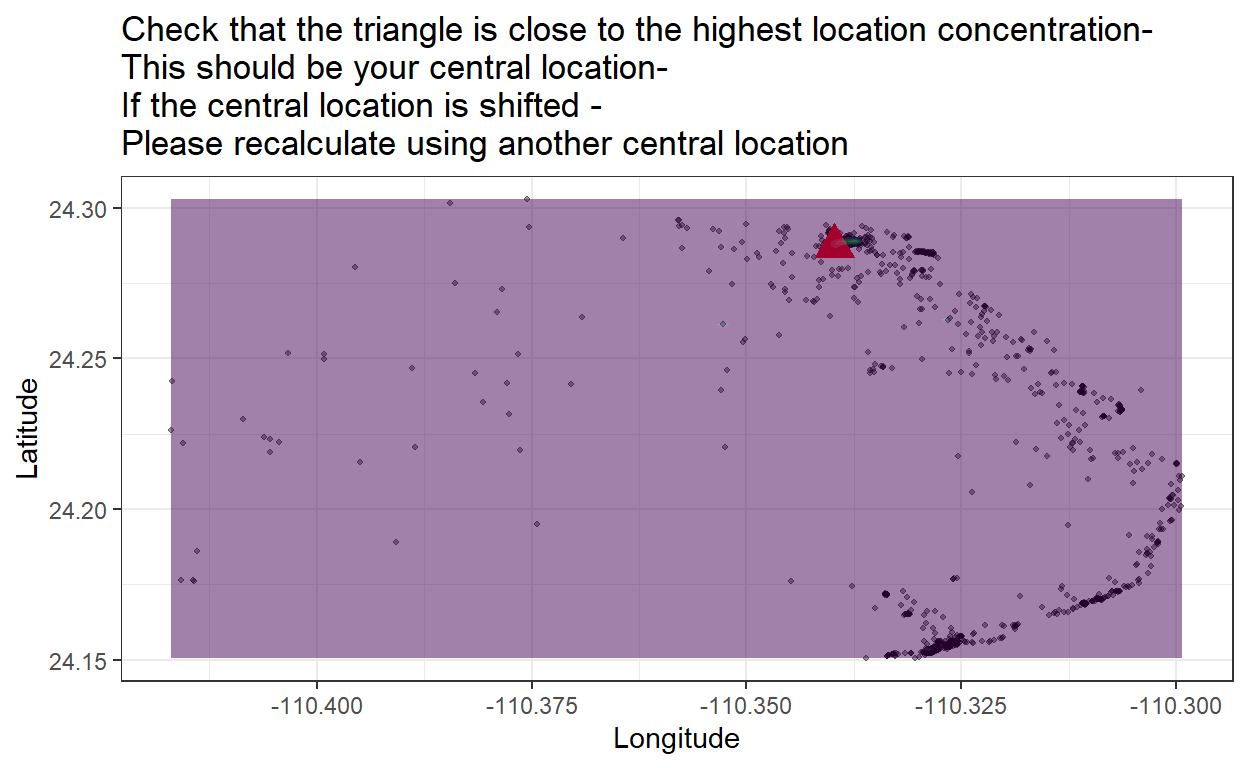 Check that the triangle is close to the highest location concentration-
This should be your central location-
If the central location is shifted -
Please recalculate using another central location
24.30
24.25
24.20
24.15
Latitude
-110.400
-110.375
-110.350
-110.325
-110.300
Longitude